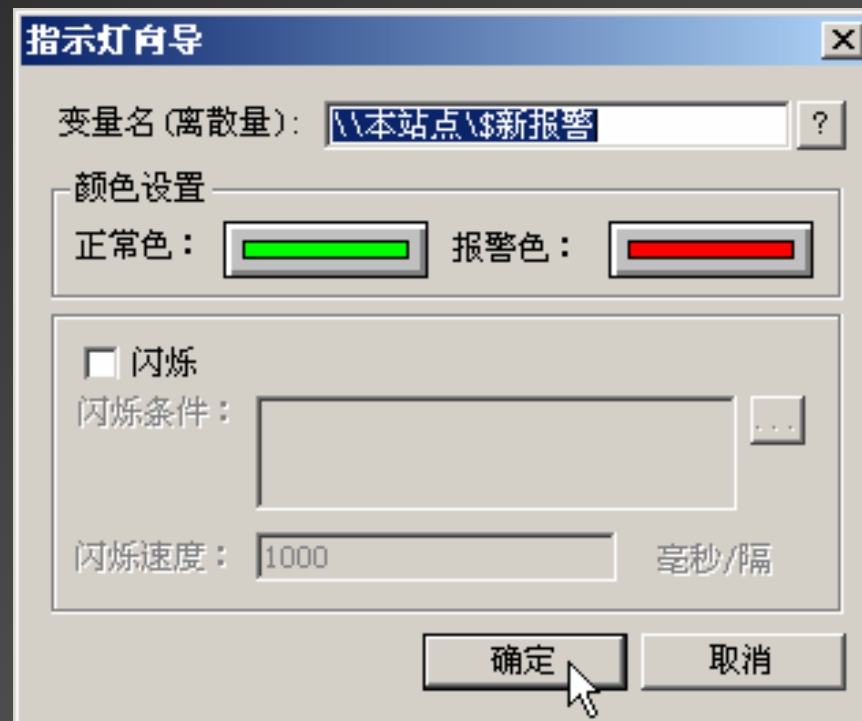 指示灯向导
变量名(离散量): \\本站点\$新报警 ?
颜色设置
正常色： 报警色：
闪烁
闪烁条件： ...
闪烁速度： 1000 毫秒/隔
确定 取消